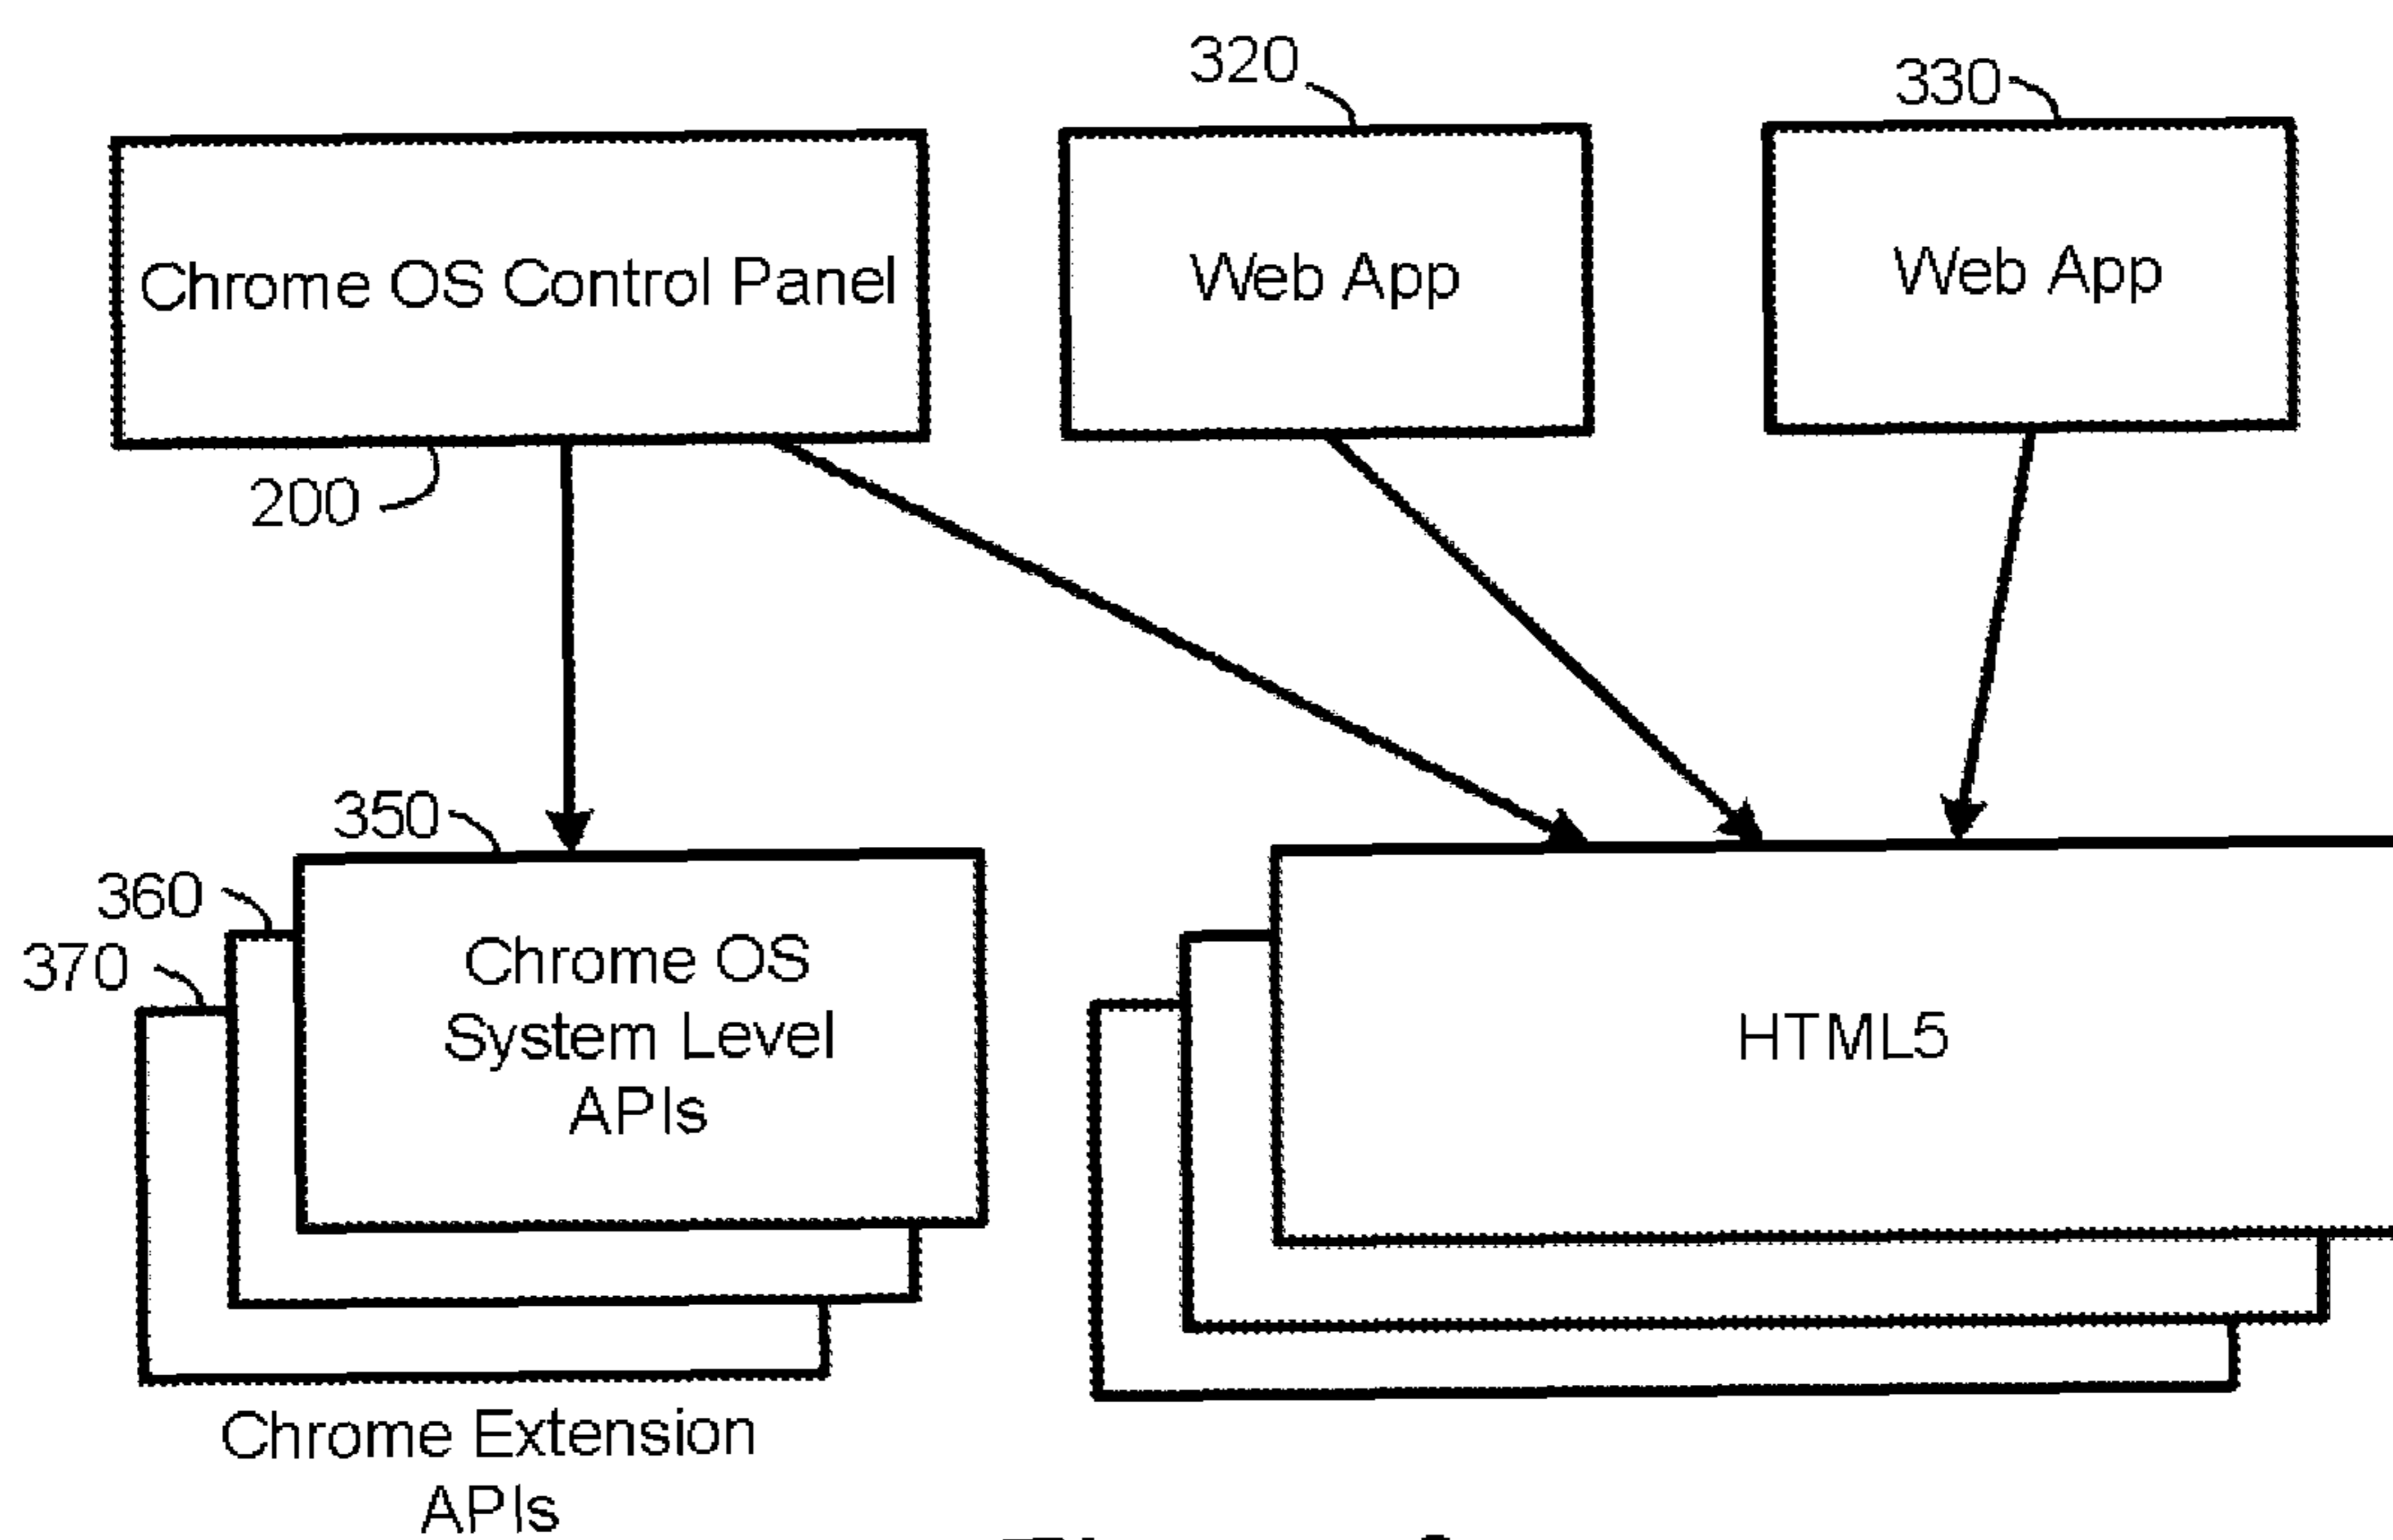 320
330
Chrome OS Control Panel
Web App
Web App
200
350
360
370
Chrome OS
System Level
APIs
HTML5
Chrome Extension
APIs